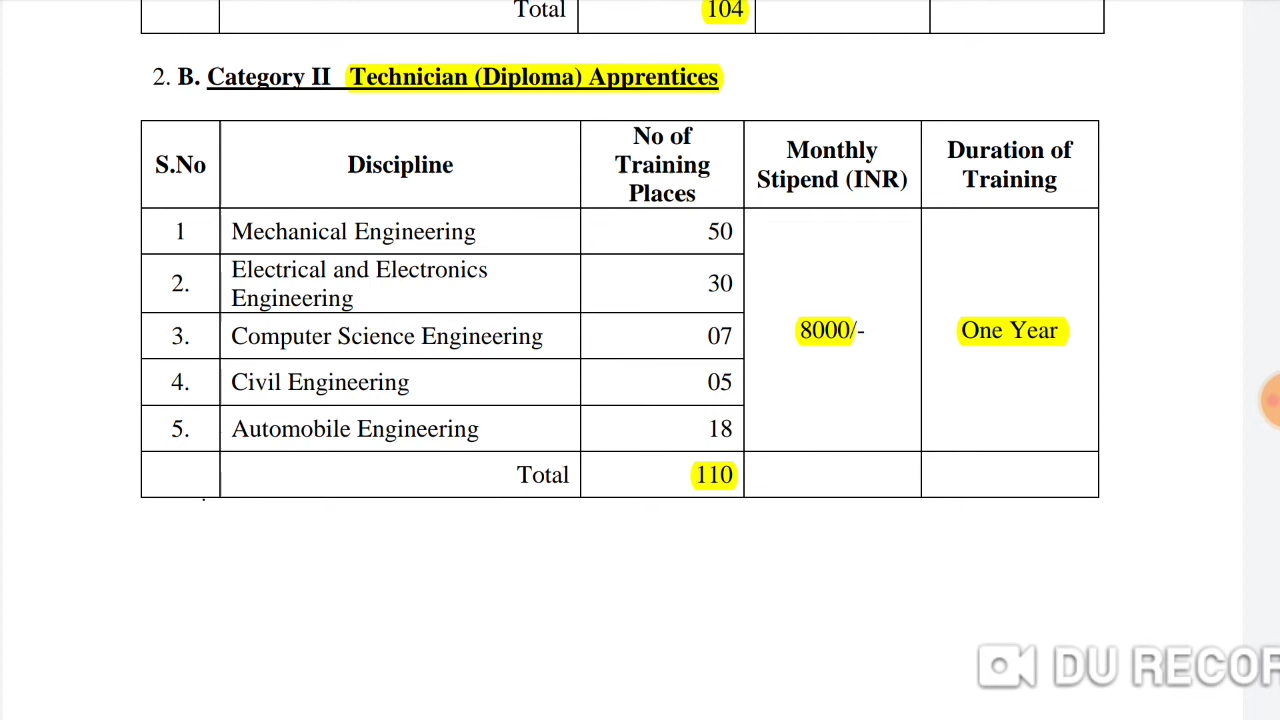 Total 104
2. B. Category II Technician (Diploma) Apprentices
S.No Discipline No of Training Places Monthly Stipend (INR) Duration of Training
1 Mechanical Engineering 50
2. Electrical and Electronics Engineering 30
3. Computer Science Engineering 07
8000/- One Year
4. Civil Engineering 05
5. Automobile Engineering 18
Total 110
DU RECOR